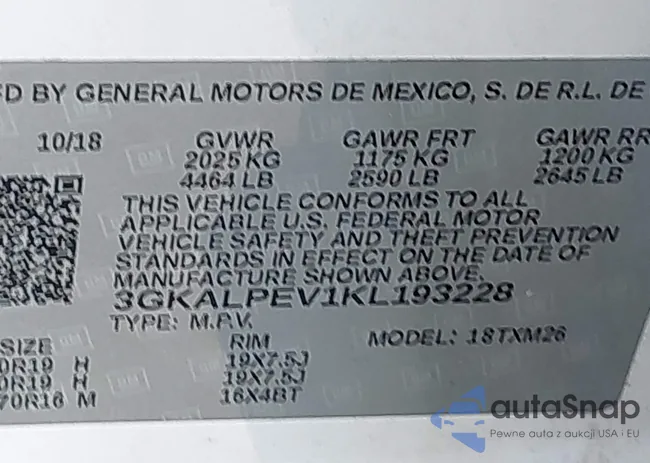 FD BY GENERAL MOTORS DE MEXICO, S. DE R.L. DE
10/18 GVWR GAWR FRT GAWR RR
2025 KG 1175 KG 1200 KG
4464 LB 2590 LB 2645 LB
THIS VEHICLE CONFORMS TO ALL
APPLICABLE U.S. FEDERAL MOTOR
VEHICLE SAFETY AND THEFT PREVENTION
STANDARDS IN EFFECT ON THE DATE OF
MANUFACTURE SHOWN ABOVE.
3GKALPEV1KL193228
TYPE: M.P.V. MODEL: 18TXM26
SIZE RIM
0R19 H 19X7.5J
0R19 H 19X7.5J
70R16 M 16X4BT
autaSnap
Pewne auta z aukcji USA i EU